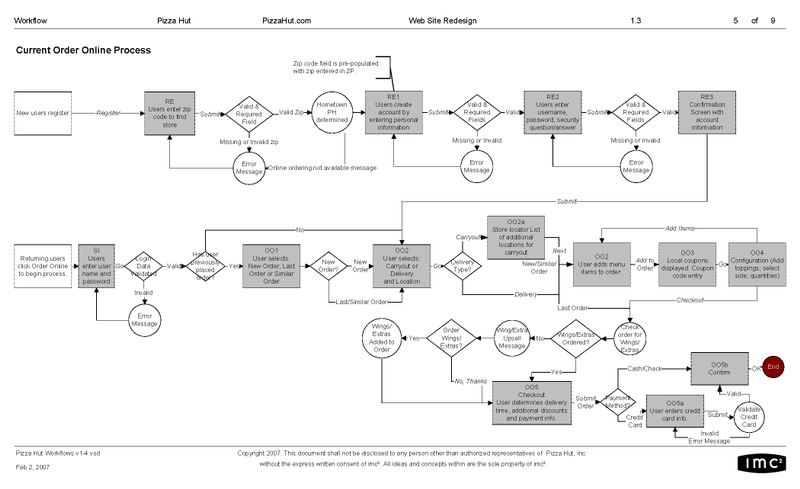 Workflow Pizza Hut PizzaHut.com Web Site Redesign 1.3 5 of 9
Current Order Online Process
Zip code field is pre-populated
with zip entered in ZP
New users register
Register
RE
Users enter zip
code to find
store
Submit
Valid &
Required
Field
Valid Zip
Hometown
PH
determined
RE1
Users create
account by
entering personal
information
Submit
Valid &
Required
Fields
Valid
RE2
Users enter
username,
password, security
question/answer
Submit
Valid &
Required
Fields
Valid
RE3
Confirmation
Screen with
account
information
Missing or Invalid zip
Error
Message
Online ordering not available message
Missing or Invalid
Error
Message
Missing or Invalid
Error
Message
Submit
No
Returning users
click Order Online
to begin process.
SI
Users
enter user
name and
password
Go
Login
Data
Validated
Valid
Has user
previously
placed
order?
Yes
OO1
User selects:
New Order, Last
Order or Similar
Order
New
Order?
New
Order
OO2
User selects
Carryout or
Delivery
and Location
Go
Delivery
Type?
Carryout
OO2a
Store locator List
of additional
locations for
carryout
Next
New/Similar
Order
Delivery
Last Order
Add Items
OO2
User adds menu
items to order.
Add to
Order
OO3
Local coupons
displayed. Coupon
code entry
Go
OO4
Configuration (Add
toppings; select
side, quantities)
Invalid
Error
Message
Last/Similar Order
Checkout
Wings/
Extras
Added to
Order
Yes
Order
Wings/
Extras?
Wing/Extra
Upsell
Message
No
Wings/Extras
Ordered?
Check
order for
Wings/
Extras
No, Thanks
Yes
OO5
Checkout
User determines delivery
time, additional discounts
and payment info.
Submit
Order
Payment
Method?
Cash/Check
OO5b
Confirm
OK
End
Credit
Card
OO5a
User enters credit
card info.
Submit
Validate
Credit
Card
Valid
Invalid
Error Message
Pizza Hut Workflows v1-4.vsd
Feb 2, 2007
Copyright 2007. This document shall not be disclosed to any person other than authorized representatives of Pizza Hut, Inc.
without the express written consent of imc². All ideas and concepts within are the sole property of imc².
imc²